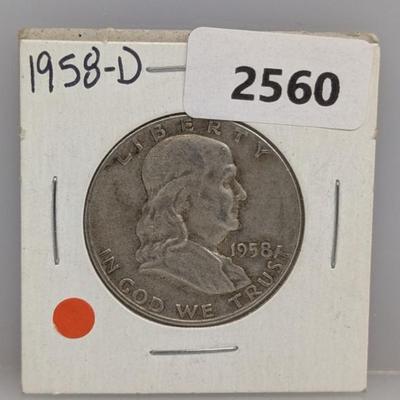 1958-D
2560
LIBERTY
1958
IN GOD WE TRUST